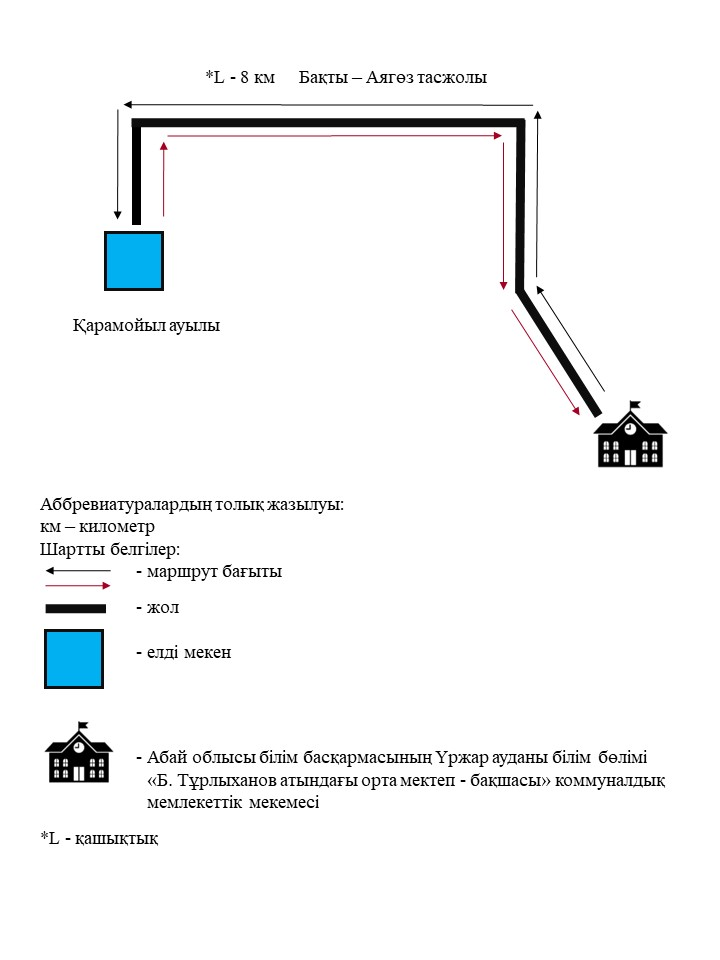 *L - 8 км Бақты – Аягөз тасжолы
Қарамойыл ауылы
Аббревиатуралардың толық жазылуы:
км – километр
Шартты белгілер:
- маршрут бағыты
- жол
- елді мекен
- Абай облысы білім басқармасының Үржар ауданы білім бөлімі
«Б. Тұрлыханов атындағы орта мектеп - бақшасы» коммуналдық
мемлекеттік мекемесі
*L - қашықтық